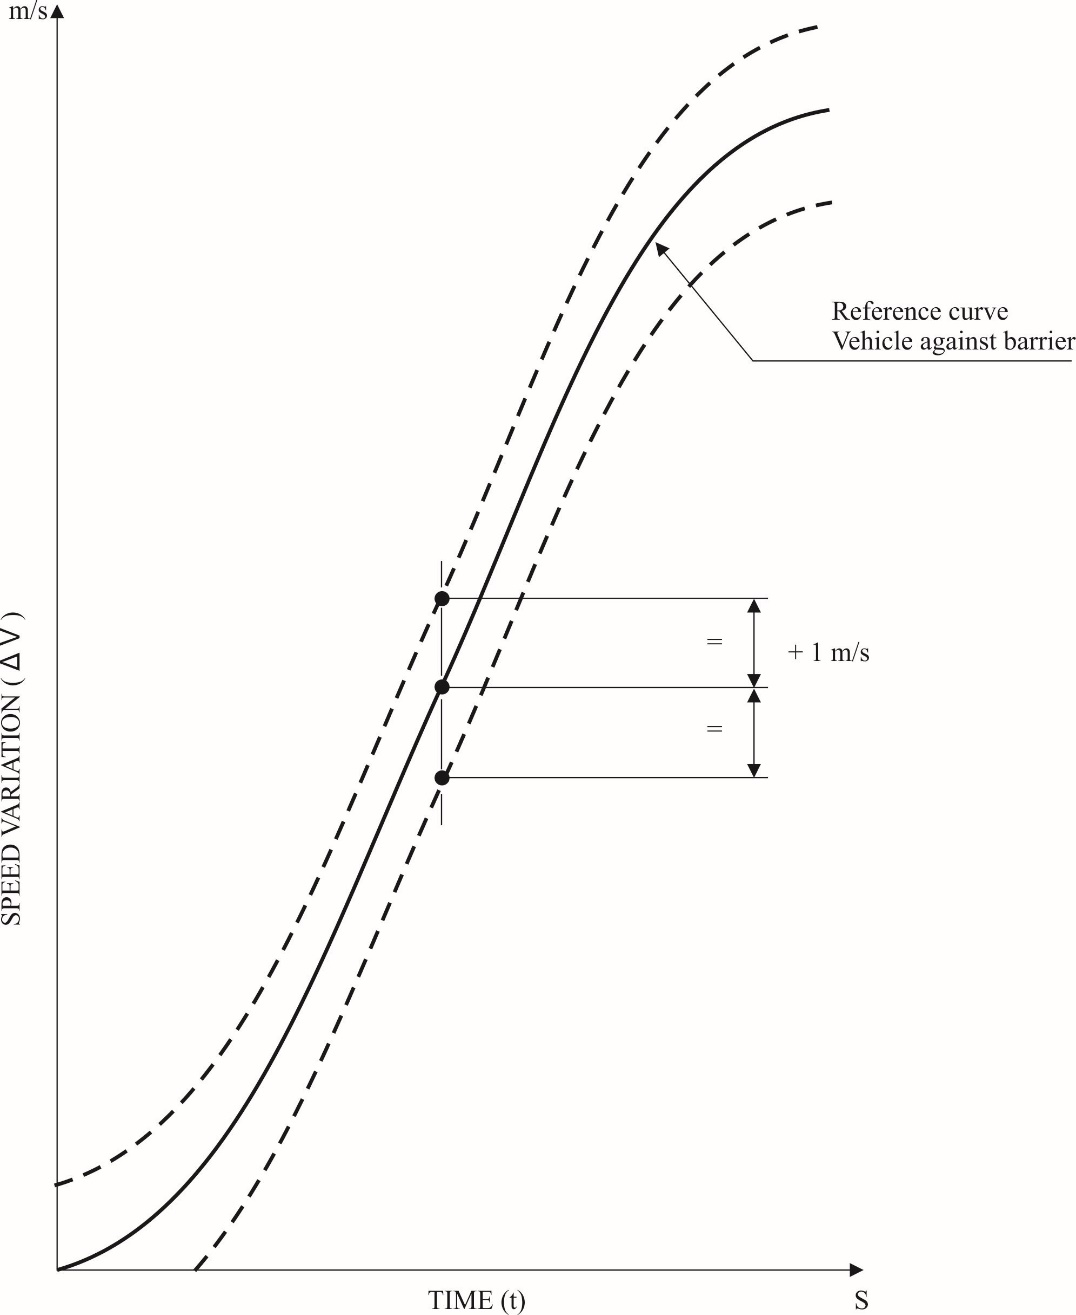 m/s
Reference curve
Vehicle against barrier
=
+ 1 m/s
=
SPEED VARIATION ( Δ V )
TIME (t)
S